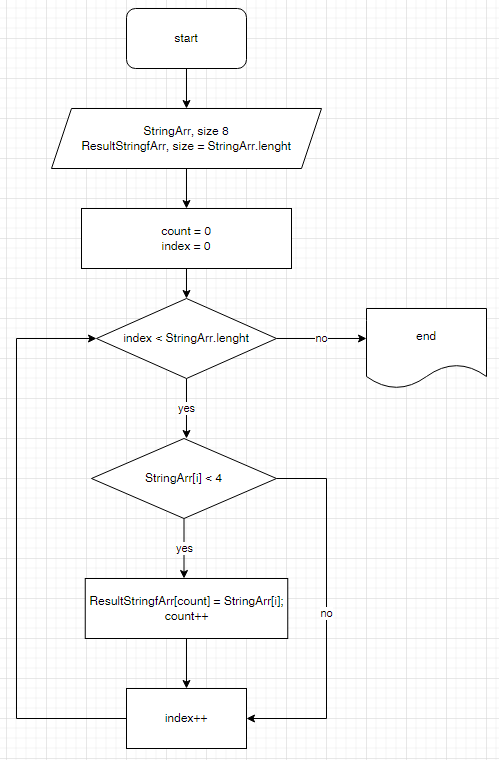 start
StringArr, size 8
ResultStringfArr, size = StringArr.lenght
count = 0
index = 0
index < StringArr.lenght
no
end
yes
StringArr[i] < 4
yes
ResultStringfArr[count] = StringArr[i];
count++
no
index++